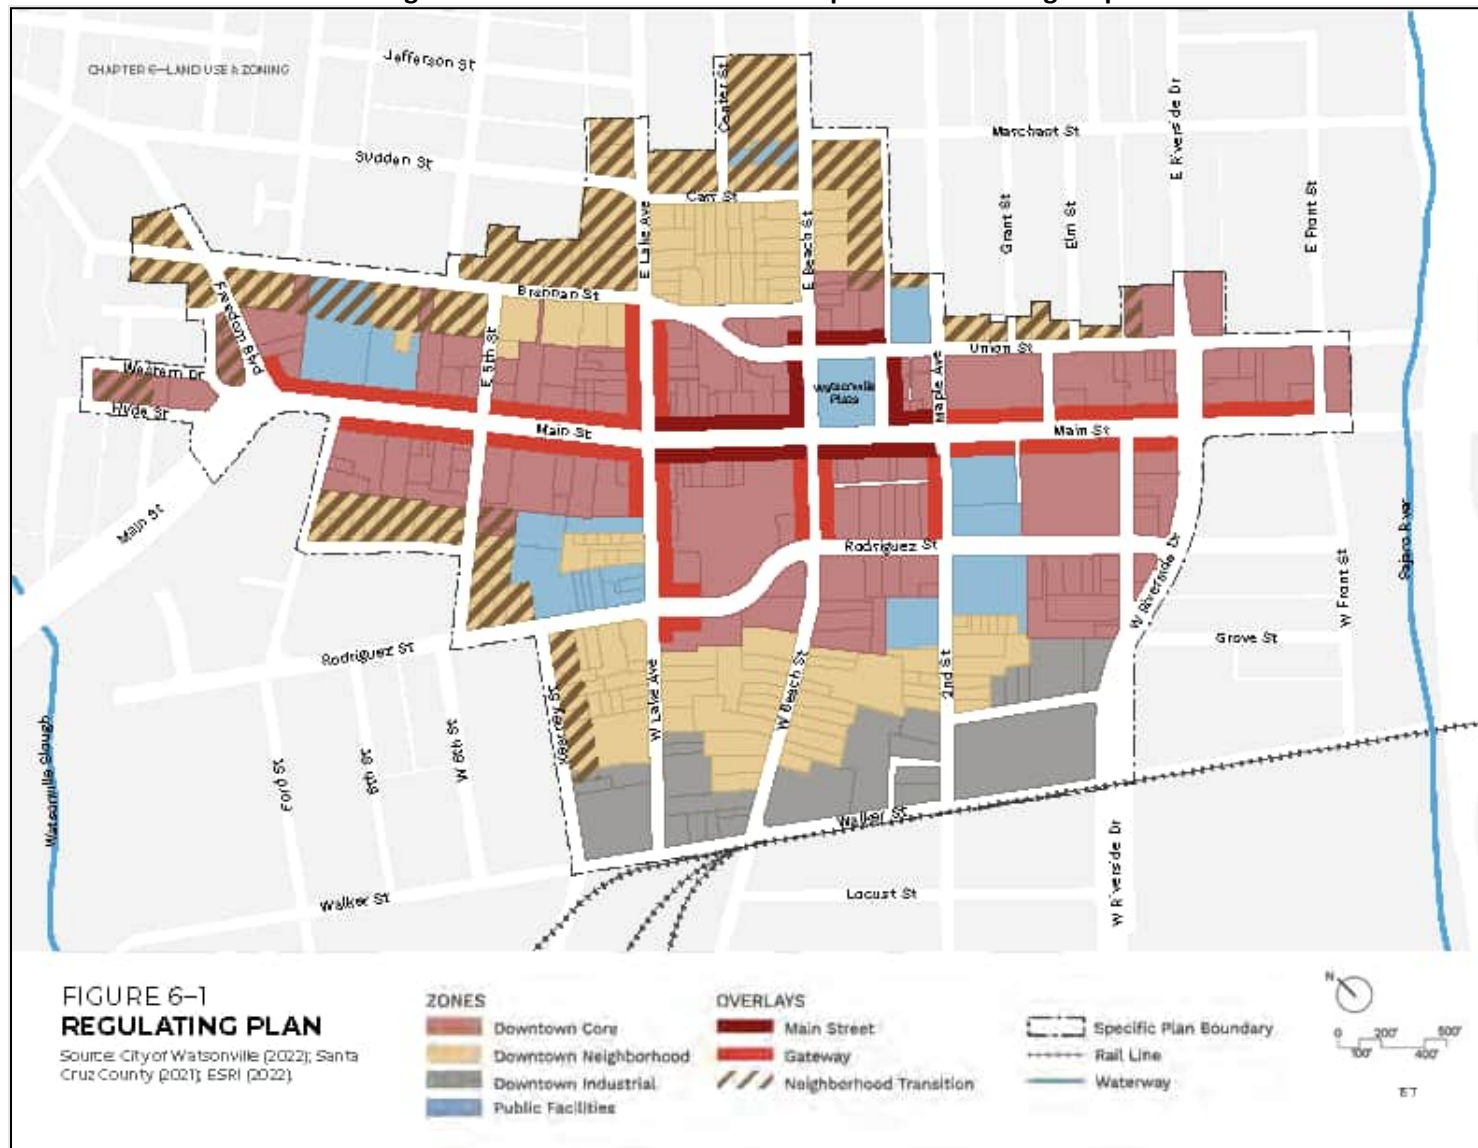 CHAPTER 6—LAND USE & ZONING
Jefferson St
Sudden St
Center St
Marchant St
E Riverside Dr
Carr St
E Lake Ave
E Beach St
Grant St
Elm St
E Front St
Brennan St
Freedom Blvd
E 5th St
Union St
Western Dr
Hyde St
Watsonville
Plaza
Maple Ave
Main St
Main St
Main St
Rodriguez St
W Riverside Dr
W Front St
Pajaro River
Rodriguez St
Grove St
Kearney St
W Lake Ave
W Beach St
2nd St
Watsonville Slough
Ford St
W 6th St
Walker St
Walker St
Locust St
W Riverside Dr
FIGURE 6–1
REGULATING PLAN
Source: City of Watsonville (2022); Santa
Cruz County (2021); ESRI (2022).
ZONES
Downtown Core
Downtown Neighborhood
Downtown Industrial
Public Facilities
OVERLAYS
Main Street
Gateway
Neighborhood Transition
Specific Plan Boundary
Rail Line
Waterway
N
0 200' 500'
100' 400'